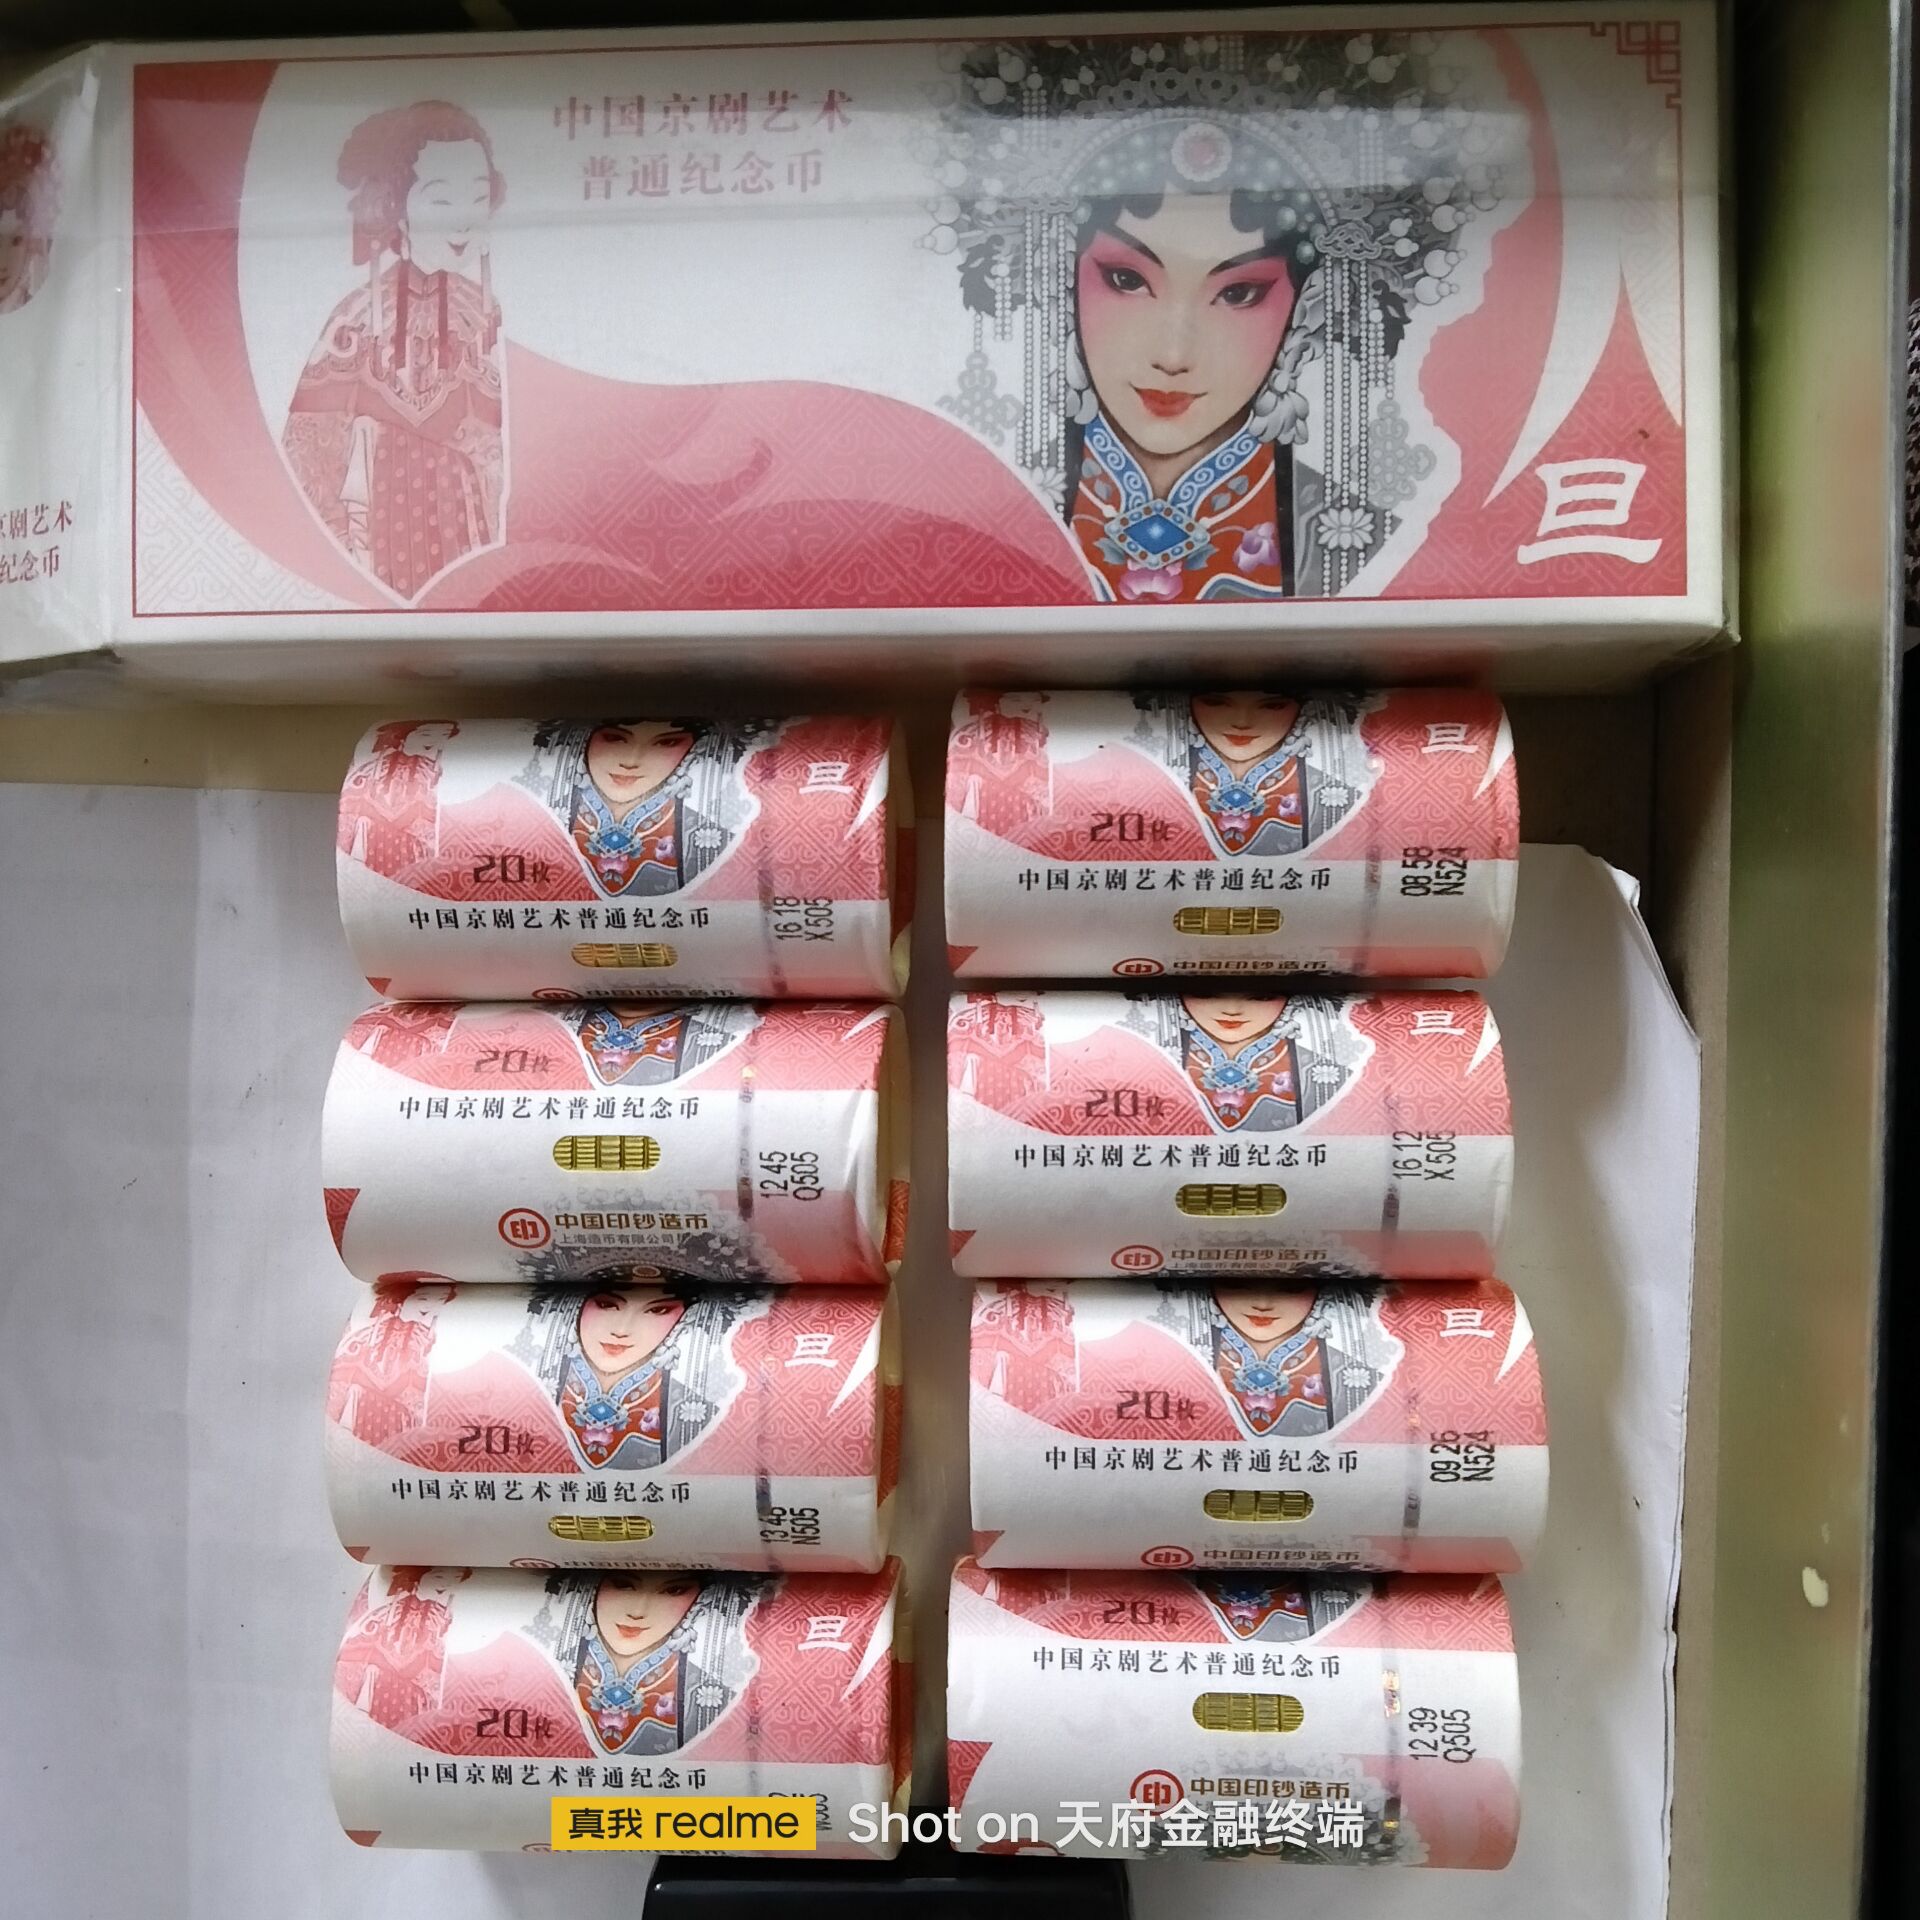 中国京剧艺术
普通纪念币
旦
京剧艺术
纪念币
旦
20枚
中国京剧艺术普通纪念币
16 18
X505
中国印钞造币
旦
20枚
中国京剧艺术普通纪念币
08 58
N524
中国印钞造币
20枚
中国京剧艺术普通纪念币
12 45
Q505
中国印钞造币
上海造币有限公司
旦
20枚
中国京剧艺术普通纪念币
16 12
X505
中国印钞造币
上海造币有限公司
旦
20枚
中国京剧艺术普通纪念币
13 46
N505
中国印钞造币
旦
20枚
中国京剧艺术普通纪念币
09 26
N524
中国印钞造币
旦
20枚
中国京剧艺术普通纪念币
20枚
中国京剧艺术普通纪念币
12 39
Q505
中国印钞造币
真我 realme Shot on 天府金融终端